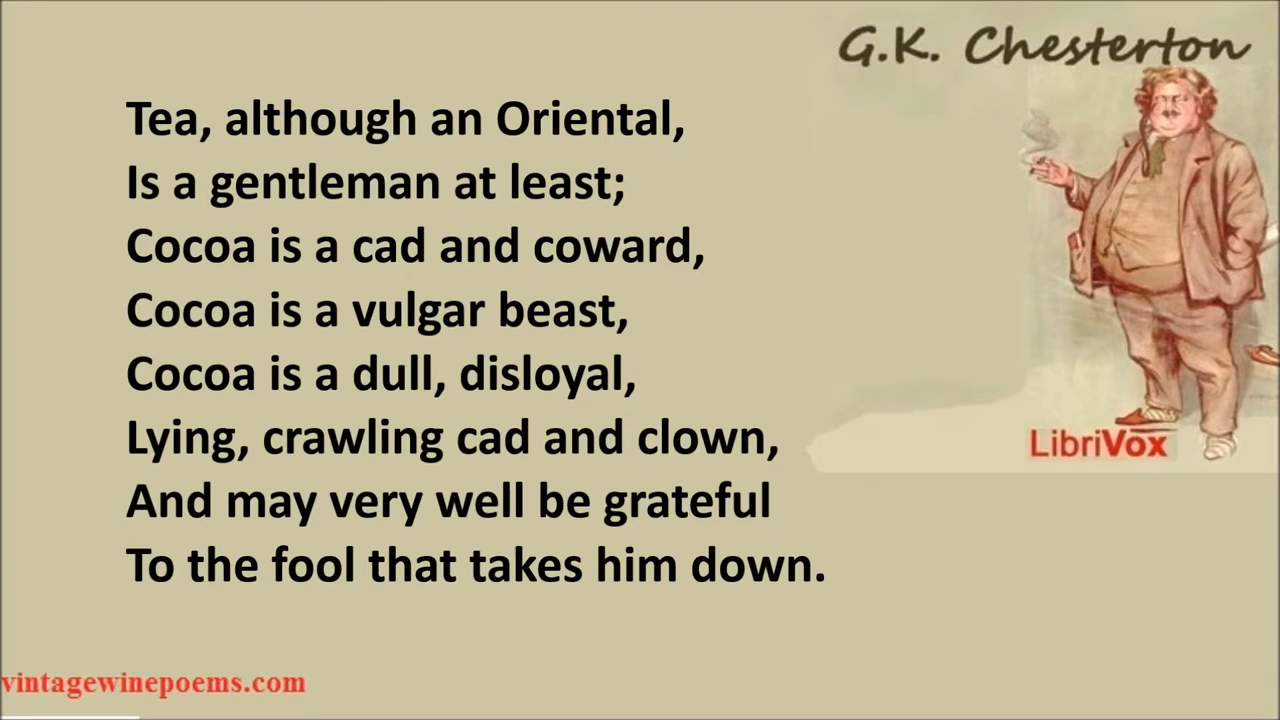 G.K. Chesterton
Tea, although an Oriental,
Is a gentleman at least;
Cocoa is a cad and coward,
Cocoa is a vulgar beast,
Cocoa is a dull, disloyal,
Lying, crawling cad and clown,
And may very well be grateful
To the fool that takes him down.
LibriVox
vintagewinepoems.com